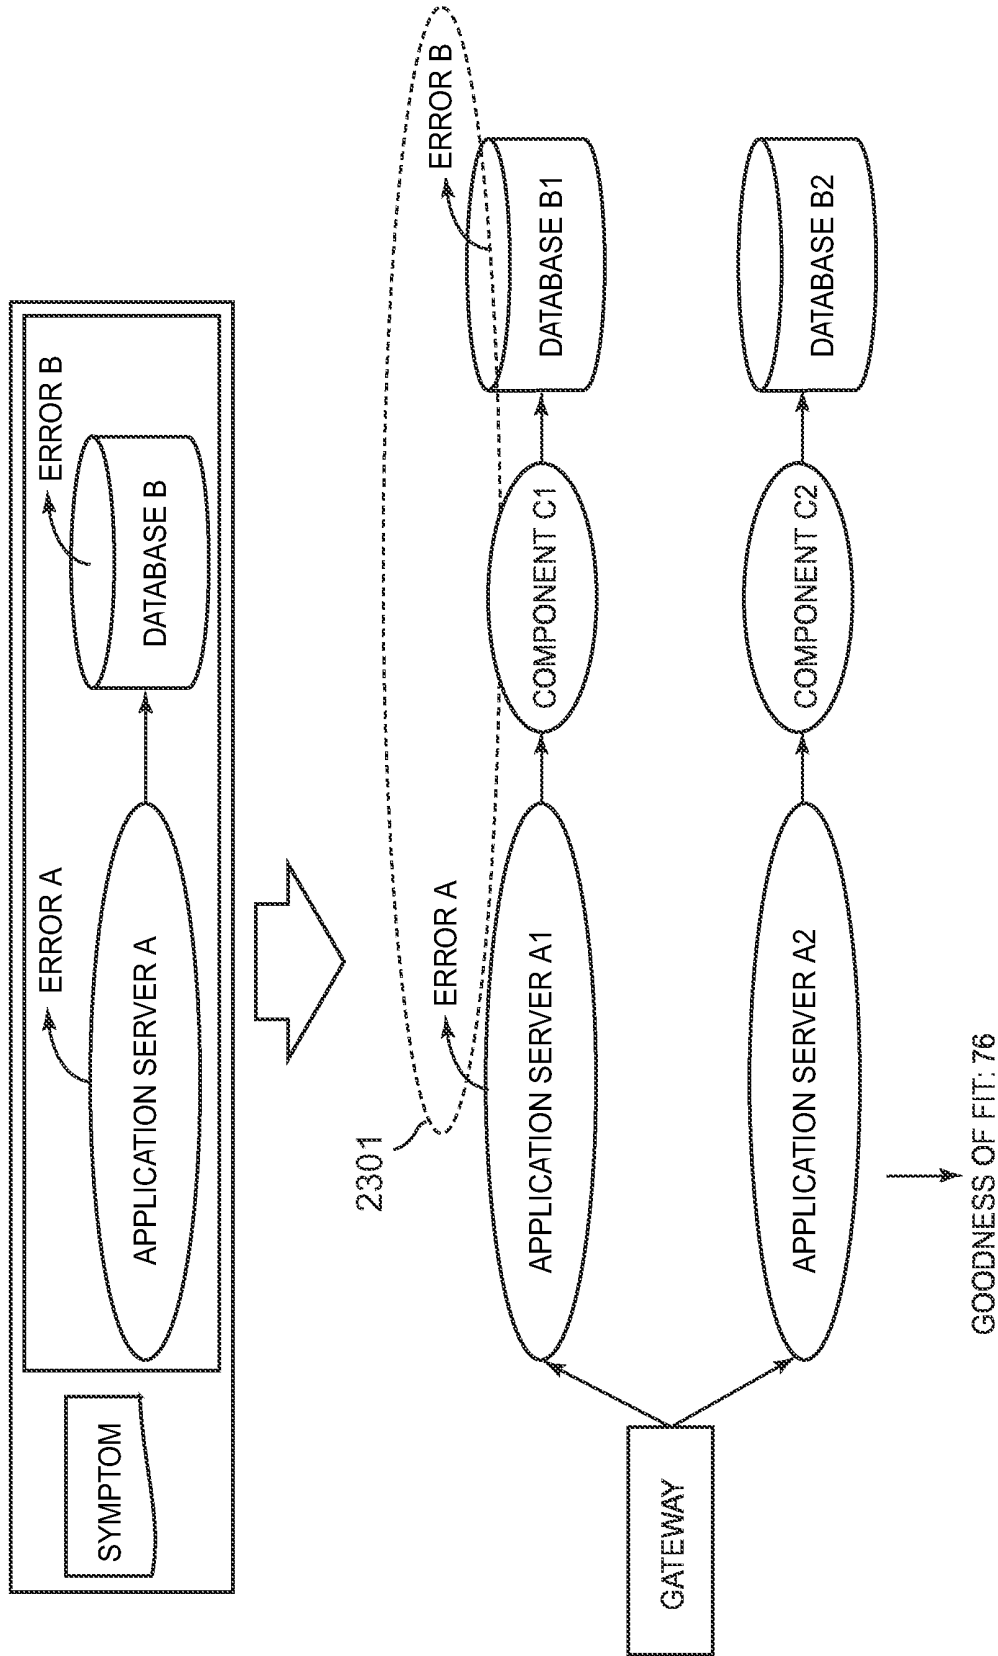 SYMPTOM
ERROR A
ERROR B
APPLICATION SERVER A
DATABASE B
2301
ERROR A
ERROR B
APPLICATION SERVER A1
COMPONENT C1
DATABASE B1
GATEWAY
APPLICATION SERVER A2
COMPONENT C2
DATABASE B2
GOODNESS OF FIT: 76